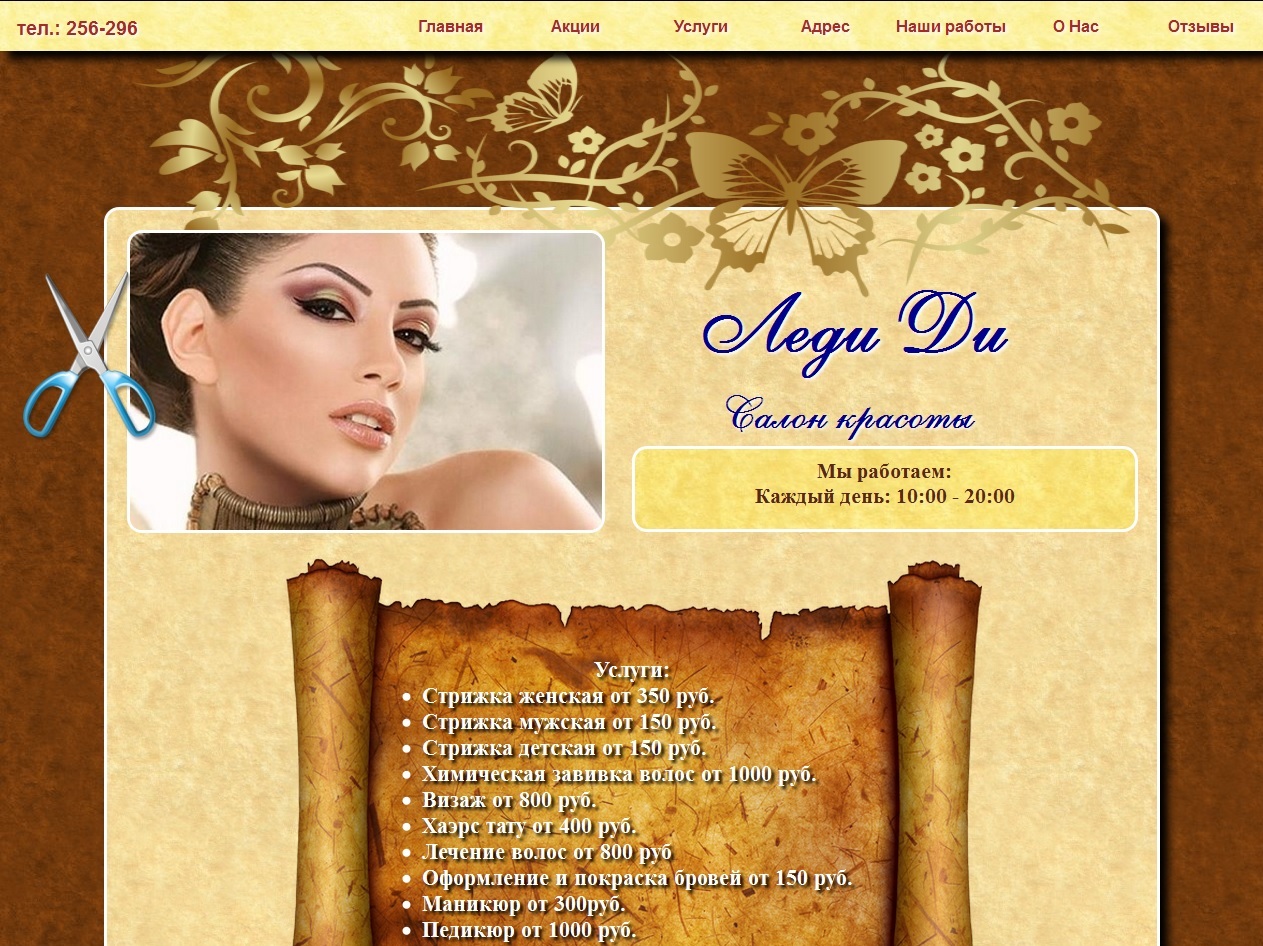 тел.: 256-296
Главная Акции Услуги Адрес Наши работы О Нас Отзывы
Леди Ди
Салон красоты
Мы работаем:
Каждый день: 10:00 - 20:00
Услуги:
• Стрижка женская от 350 руб.
• Стрижка мужская от 150 руб.
• Стрижка детская от 150 руб.
• Химическая завивка волос от 1000 руб.
• Визаж от 800 руб.
• Хаэрс тату от 400 руб.
• Лечение волос от 800 руб
• Оформление и покраска бровей от 150 руб.
• Маникюр от 300руб.
• Педикюр от 1000 руб.